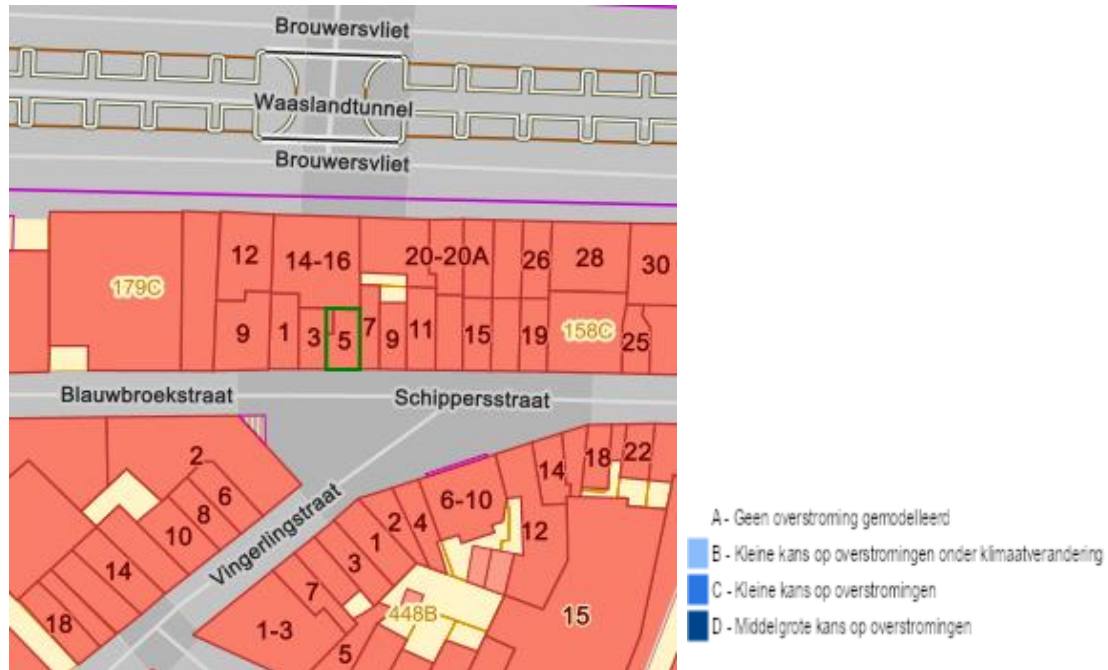 Brouwersvliet
Waaslandtunnel
Brouwersvliet
12
14-16
20-20A
26
28
30
179C
9
1
3
5
7
9
11
15
19
158C
25
Blauwbroekstraat
Schippersstraat
2
6
8
10
14
18
Vingerlingstraat
6-10
14
18
22
2
4
12
1
3
7
1-3
5
448B
15
A - Geen overstroming gemodelleerd
B - Kleine kans op overstromingen onder klimaatverandering
C - Kleine kans op overstromingen
D - Middelgrote kans op overstromingen